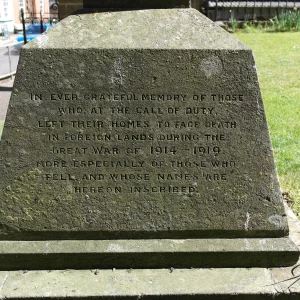 IN EVER GRATEFUL MEMORY OF THOSE
WHO, AT THE CALL OF DUTY
LEFT THEIR HOMES TO FACE DEATH
IN FOREIGN LANDS DURING THE
GREAT WAR OF 1914 - 1919.
MORE ESPECIALLY OF THOSE WHO
FELL AND WHOSE NAMES ARE
HEREON INSCRIBED.